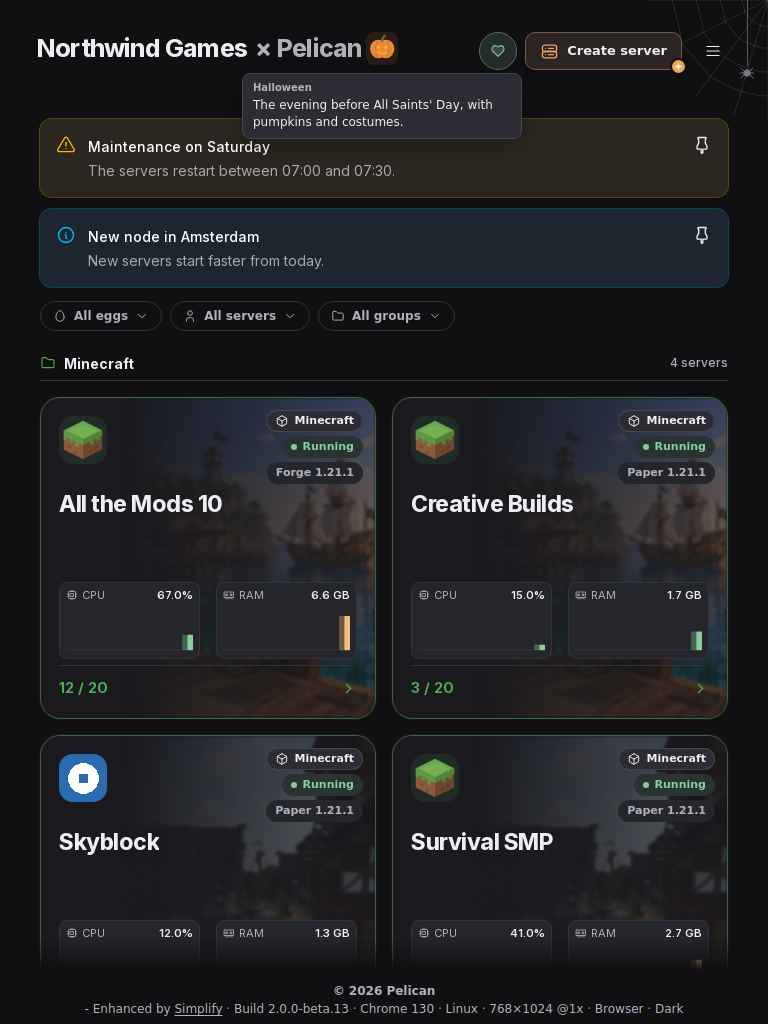 Northwind Games × Pelican
Create server
Halloween
The evening before All Saints' Day, with
pumpkins and costumes.
Maintenance on Saturday
The servers restart between 07:00 and 07:30.
New node in Amsterdam
New servers start faster from today.
All eggs
All servers
All groups
Minecraft
4 servers
Minecraft
Running
Forge 1.21.1
All the Mods 10
CPU 67.0%
RAM 6.6 GB
12 / 20
Minecraft
Running
Paper 1.21.1
Creative Builds
CPU 15.0%
RAM 1.7 GB
3 / 20
Minecraft
Running
Paper 1.21.1
Skyblock
CPU 12.0%
RAM 1.3 GB
Minecraft
Running
Paper 1.21.1
Survival SMP
CPU 41.0%
RAM 2.7 GB
© 2026 Pelican
- Enhanced by Simplify · Build 2.0.0-beta.13 · Chrome 130 · Linux · 768×1024 @1x · Browser · Dark